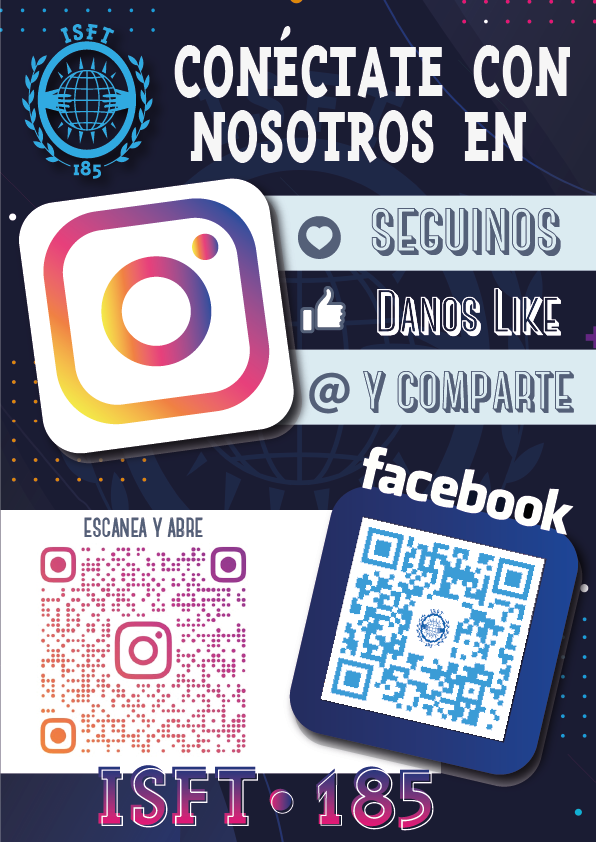 ISFT
185
CONÉCTATE CON
NOSOTROS EN
SEGUINOS
DANOS LIKE
@ Y COMPARTE
facebook
ESCANEA Y ABRE
ISFT • 185